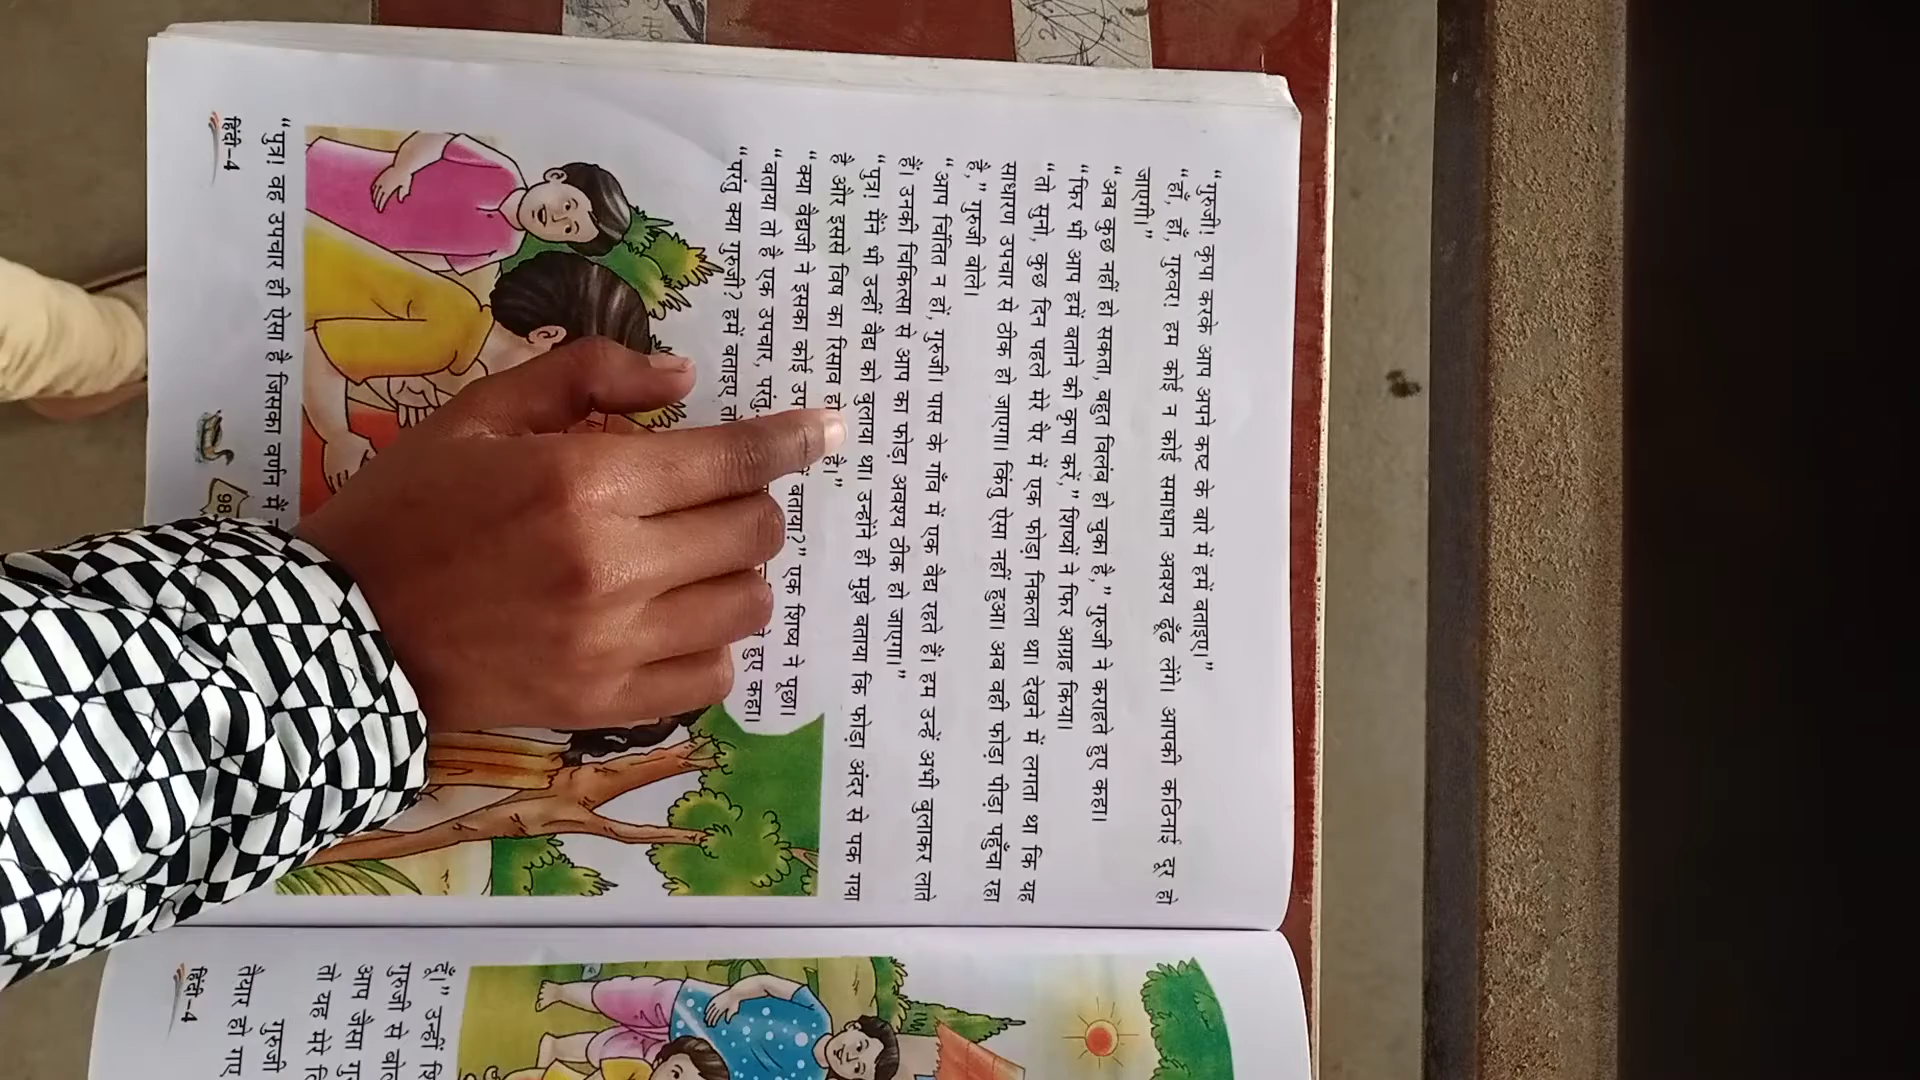 “गुरुजी! कृपा करके आप अपने कष्ट के बारे में हमें बताइए।”
“हाँ, हाँ, गुरुवर! हम कोई न कोई समाधान अवश्य ढूँढ़ लेंगे। आपकी कठिनाई दूर हो
जाएगी।”
“अब कुछ नहीं हो सकता, बहुत विलंब हो चुका है,” गुरुजी ने कराहते हुए कहा।
“फिर भी आप हमें बताने की कृपा करें,” शिष्यों ने फिर आग्रह किया।
“तो सुनो, कुछ दिन पहले मेरे पैर में एक फोड़ा निकला था। देखने में लगता था कि यह
साधारण उपचार से ठीक हो जाएगा। किंतु ऐसा नहीं हुआ। अब वही फोड़ा पीड़ा पहुँचा रहा
है,” गुरुजी बोले।
“आप चिंतित न हों, गुरुजी। पास के गाँव में एक वैद्य रहते हैं। हम उन्हें अभी बुलाकर लाते
हैं। उनकी चिकित्सा से आप का फोड़ा अवश्य ठीक हो जाएगा।”
“पुत्र! मैंने भी उन्हीं वैद्य को बुलाया था। उन्होंने ही मुझे बताया कि फोड़ा अंदर से पक गया
है और इससे विष का रिसाव हो है।”
“क्या वैद्यजी ने इसका कोई बताया?” एक शिष्य ने पूछा।
“बताया तो है एक उपचार, परंतु हुए कहा।
“परंतु क्या गुरुजी? हमें बताइए तो
“पुत्र! वह उपचार ही ऐसा है जिसका वर्णन मैं
हिंदी-4
98
हूँ।” उन्हीं
गुरुजी से
आप जैसा
तो वह मेरे
गुरुजी
तैयार हो गए
हिंदी-4